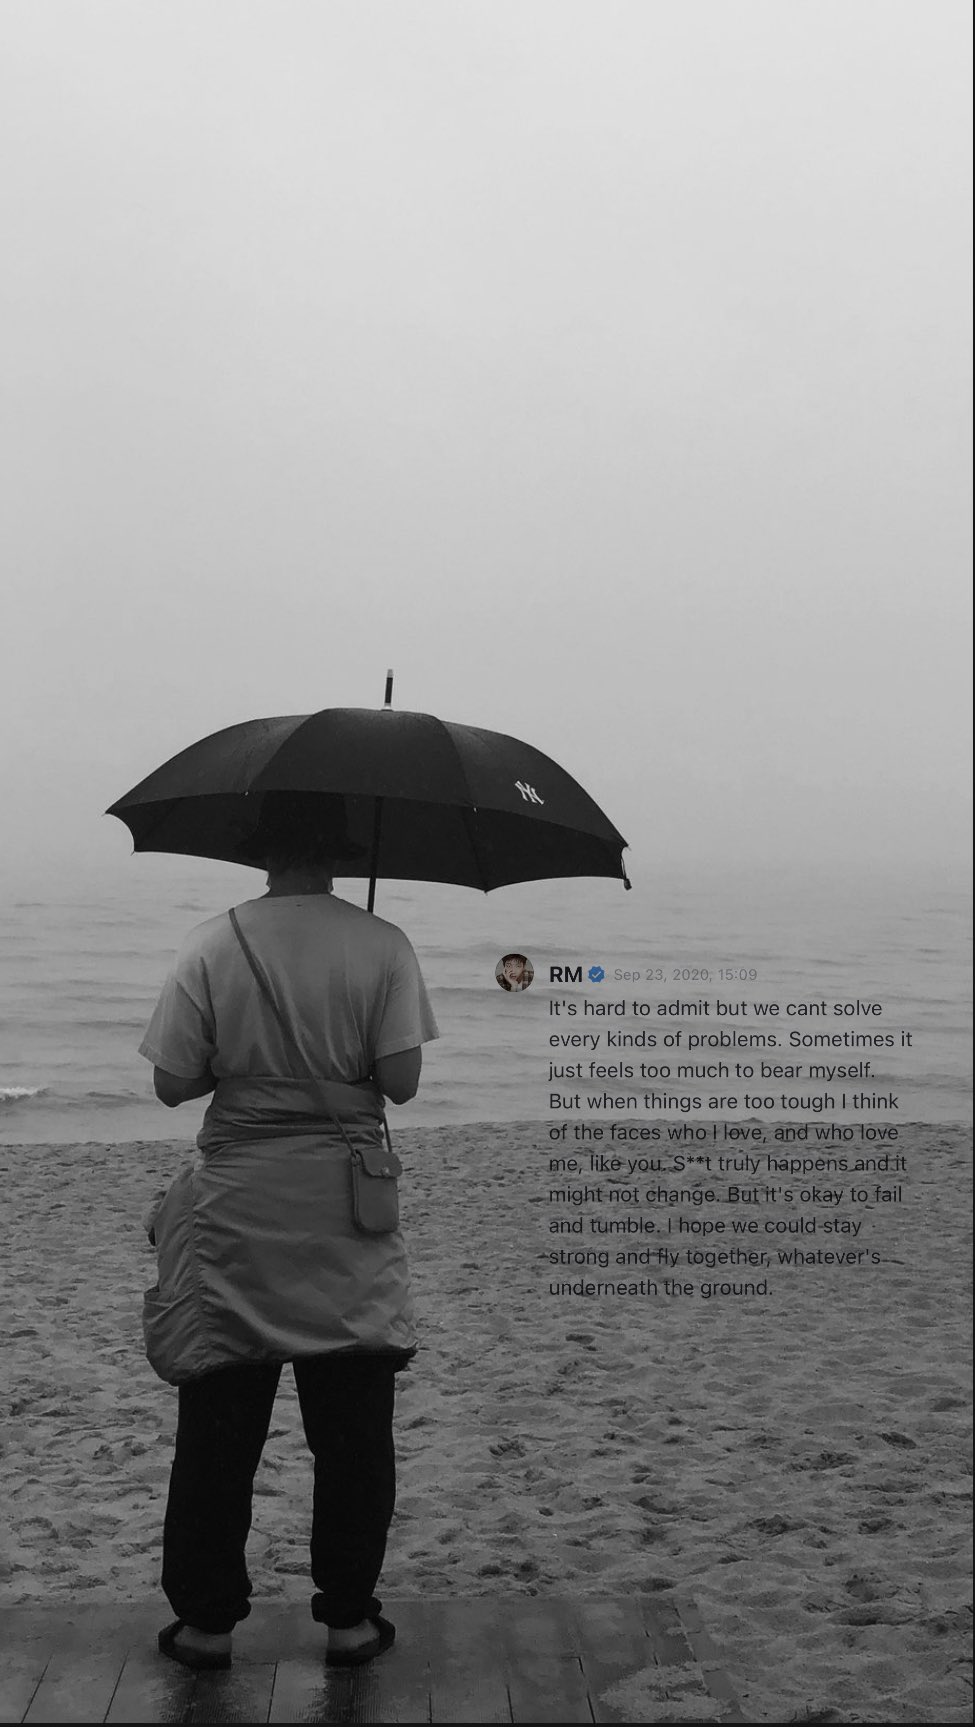 NY
RM Sep 23, 2020, 15:09
It's hard to admit but we cant solve
every kinds of problems. Sometimes it
just feels too much to bear myself.
But when things are too tough I think
of the faces who I love, and who love
me, like you. S**t truly happens and it
might not change. But it's okay to fail
and tumble. I hope we could stay
strong and fly together, whatever's
underneath the ground.